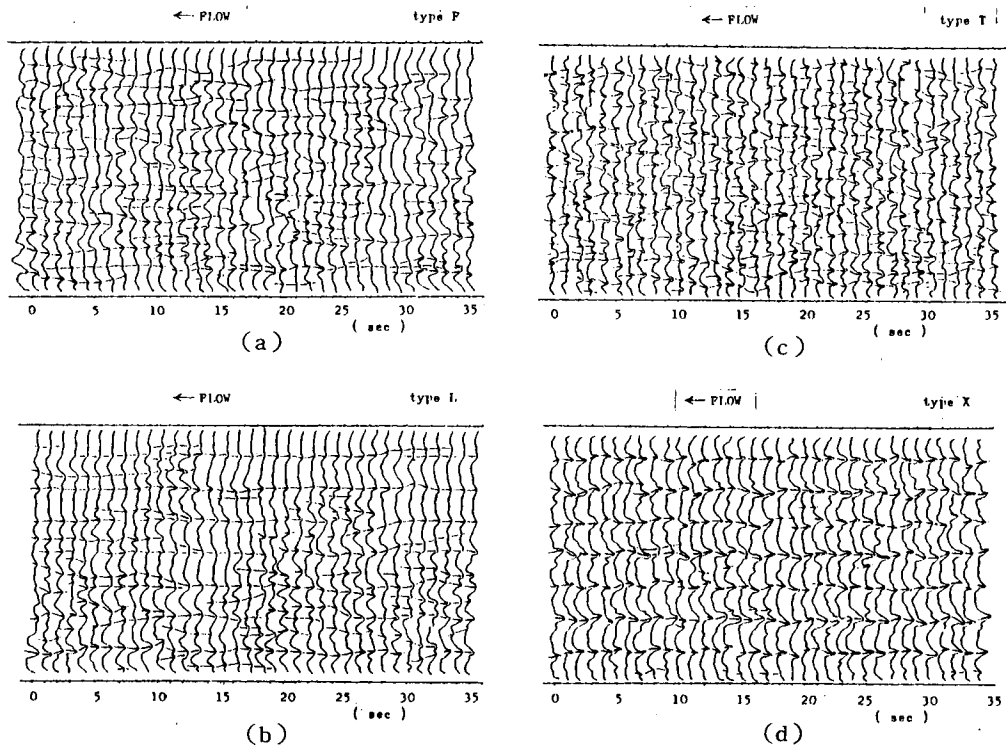 ← FLOW type F
0 5 10 15 20 25 30 35
( sec )
(a)
← FLOW type T
0 5 10 15 20 25 30 35
( sec )
(c)
← FLOW type L
0 5 10 15 20 25 30 35
( sec )
(b)
← FLOW type X
0 5 10 15 20 25 30 35
( sec )
(d)